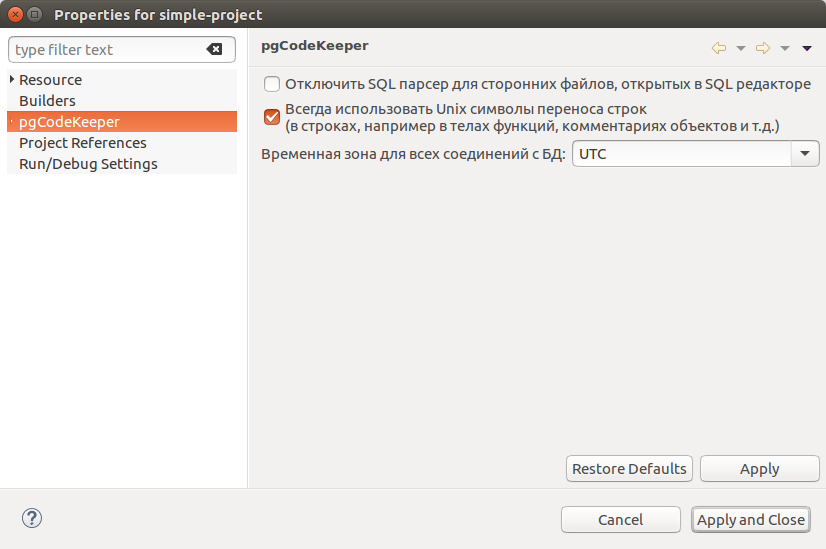 Properties for simple-project
type filter text
Resource
Builders
pgCodeKeeper
Project References
Run/Debug Settings
pgCodeKeeper
Отключить SQL парсер для сторонних файлов, открытых в SQL редакторе
Всегда использовать Unix символы переноса строк
(в строках, например в телах функций, комментариях объектов и т.д.)
Временная зона для всех соединений с БД: UTC
Restore Defaults Apply
Cancel Apply and Close